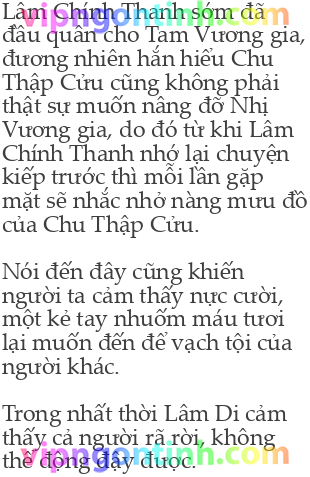 Lâm Chính Thanh sớm đã
đầu quân cho Tam Vương gia,
đương nhiên hắn hiểu Chu
Thập Cửu cũng không phải
thật sự muốn nâng đỡ Nhị
Vương gia, do đó từ khi Lâm
Chính Thanh nhớ lại chuyện
kiếp trước thì mỗi lần gặp
mặt sẽ nhắc nhở nàng mưu đồ
của Chu Thập Cửu.
Nói đến đây cũng khiến
người ta cảm thấy nực cười,
một kẻ tay nhuốm máu tươi
lại muốn đến để vạch tội của
người khác.
Trong nhất thời Lâm Di cảm
thấy cả người rã rời, không
thể động đậy được.
vipngontinh.com
vipngontinh.com